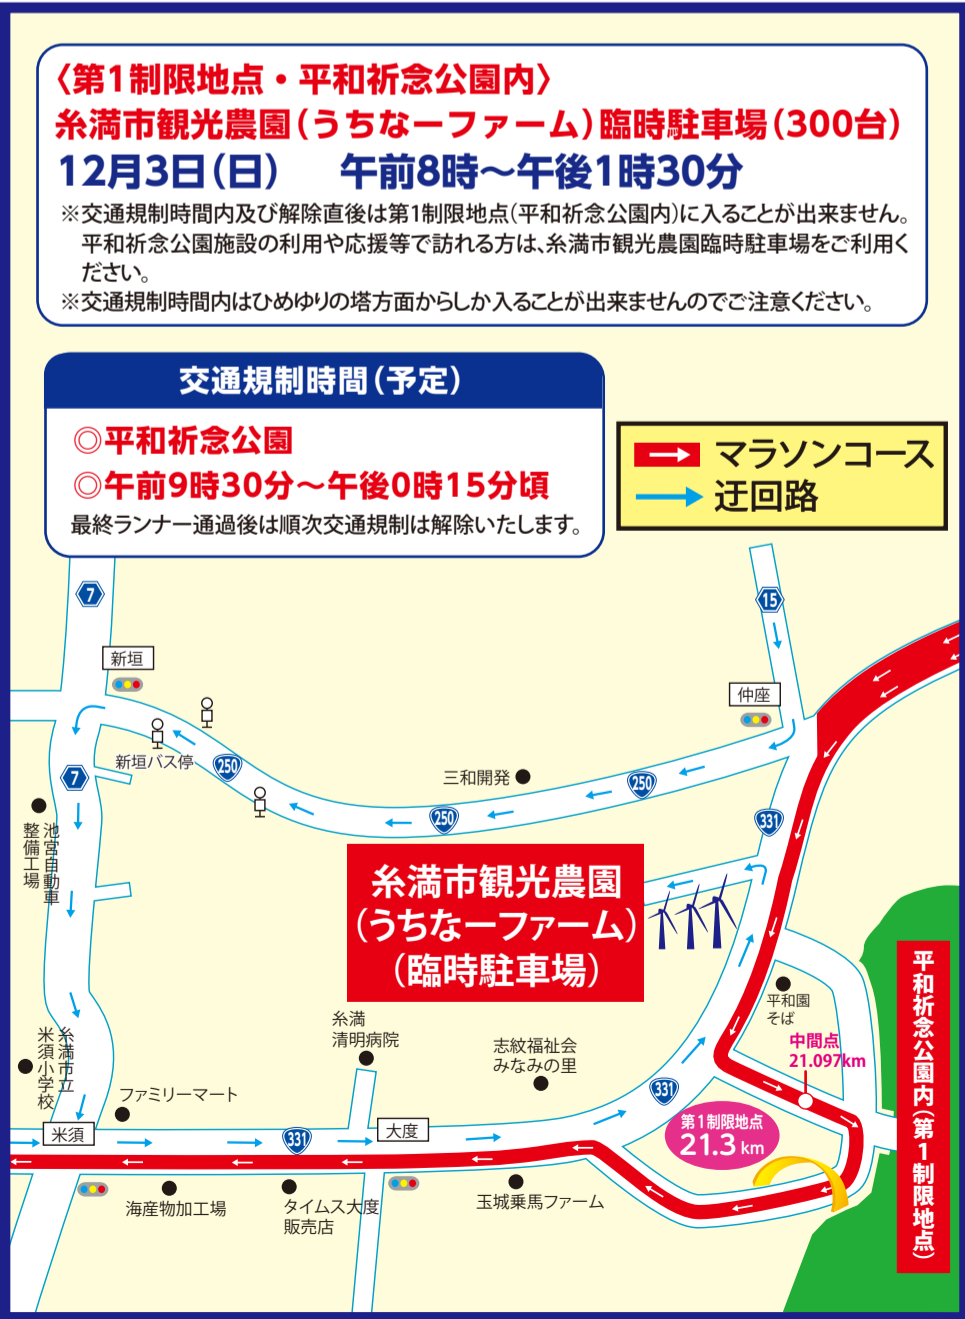 〈第1制限地点・平和祈念公園内〉
糸満市観光農園(うちなーファーム)臨時駐車場(300台)
12月3日(日)　午前8時～午後1時30分
※交通規制時間内及び解除直後は第1制限地点(平和祈念公園内)に入ることが出来ません。
平和祈念公園施設の利用や応援等で訪れる方は、糸満市観光農園臨時駐車場をご利用く
ださい。
※交通規制時間内はひめゆりの塔方面からしか入ることが出来ませんのでご注意ください。
交通規制時間(予定)
◎平和祈念公園
◎午前9時30分～午後0時15分頃
最終ランナー通過後は順次交通規制は解除いたします。
マラソンコース
迂回路
7
15
新垣
仲座
新垣バス停
250
7
三和開発
250
250
331
池宮自動車
整備工場
糸満市観光農園
(うちなーファーム)
(臨時駐車場)
平和祈念公園内(第1制限地点)
平和園
そば
糸満市立
米須小学校
糸満
清明病院
志紋福祉会
みなみの里
中間点
21.097km
ファミリーマート
331
第1制限地点
21.3km
米須
331
大度
海産物加工場
タイムス大度
販売店
玉城乗馬ファーム